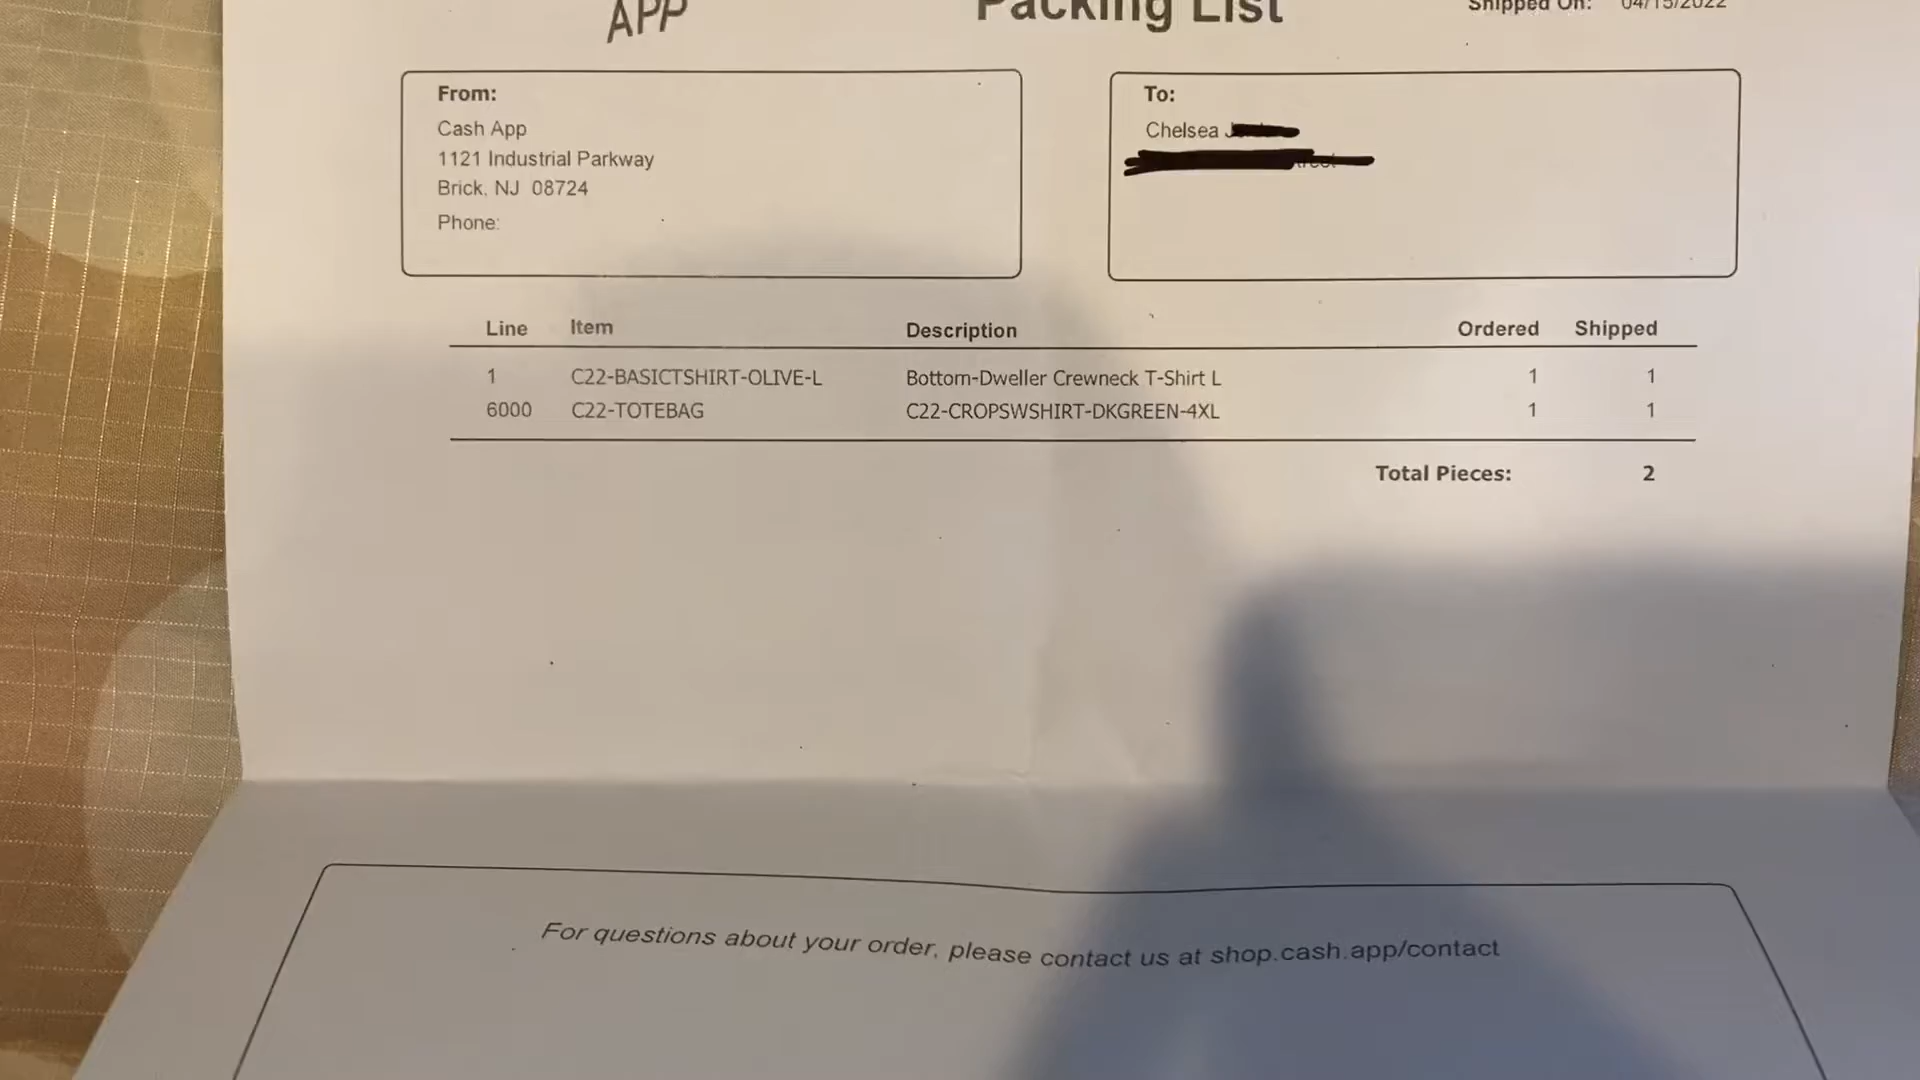 APP
Packing List
Shipped On: 04/15/2022
From:
Cash App
1121 Industrial Parkway
Brick, NJ 08724
Phone:
To:
Chelsea
Line Item Description Ordered Shipped
1 C22-BASICTSHIRT-OLIVE-L Bottom-Dweller Crewneck T-Shirt L 1 1
6000 C22-TOTEBAG C22-CROPSWSHIRT-DKGREEN-4XL 1 1
Total Pieces: 2
For questions about your order, please contact us at shop.cash.app/contact